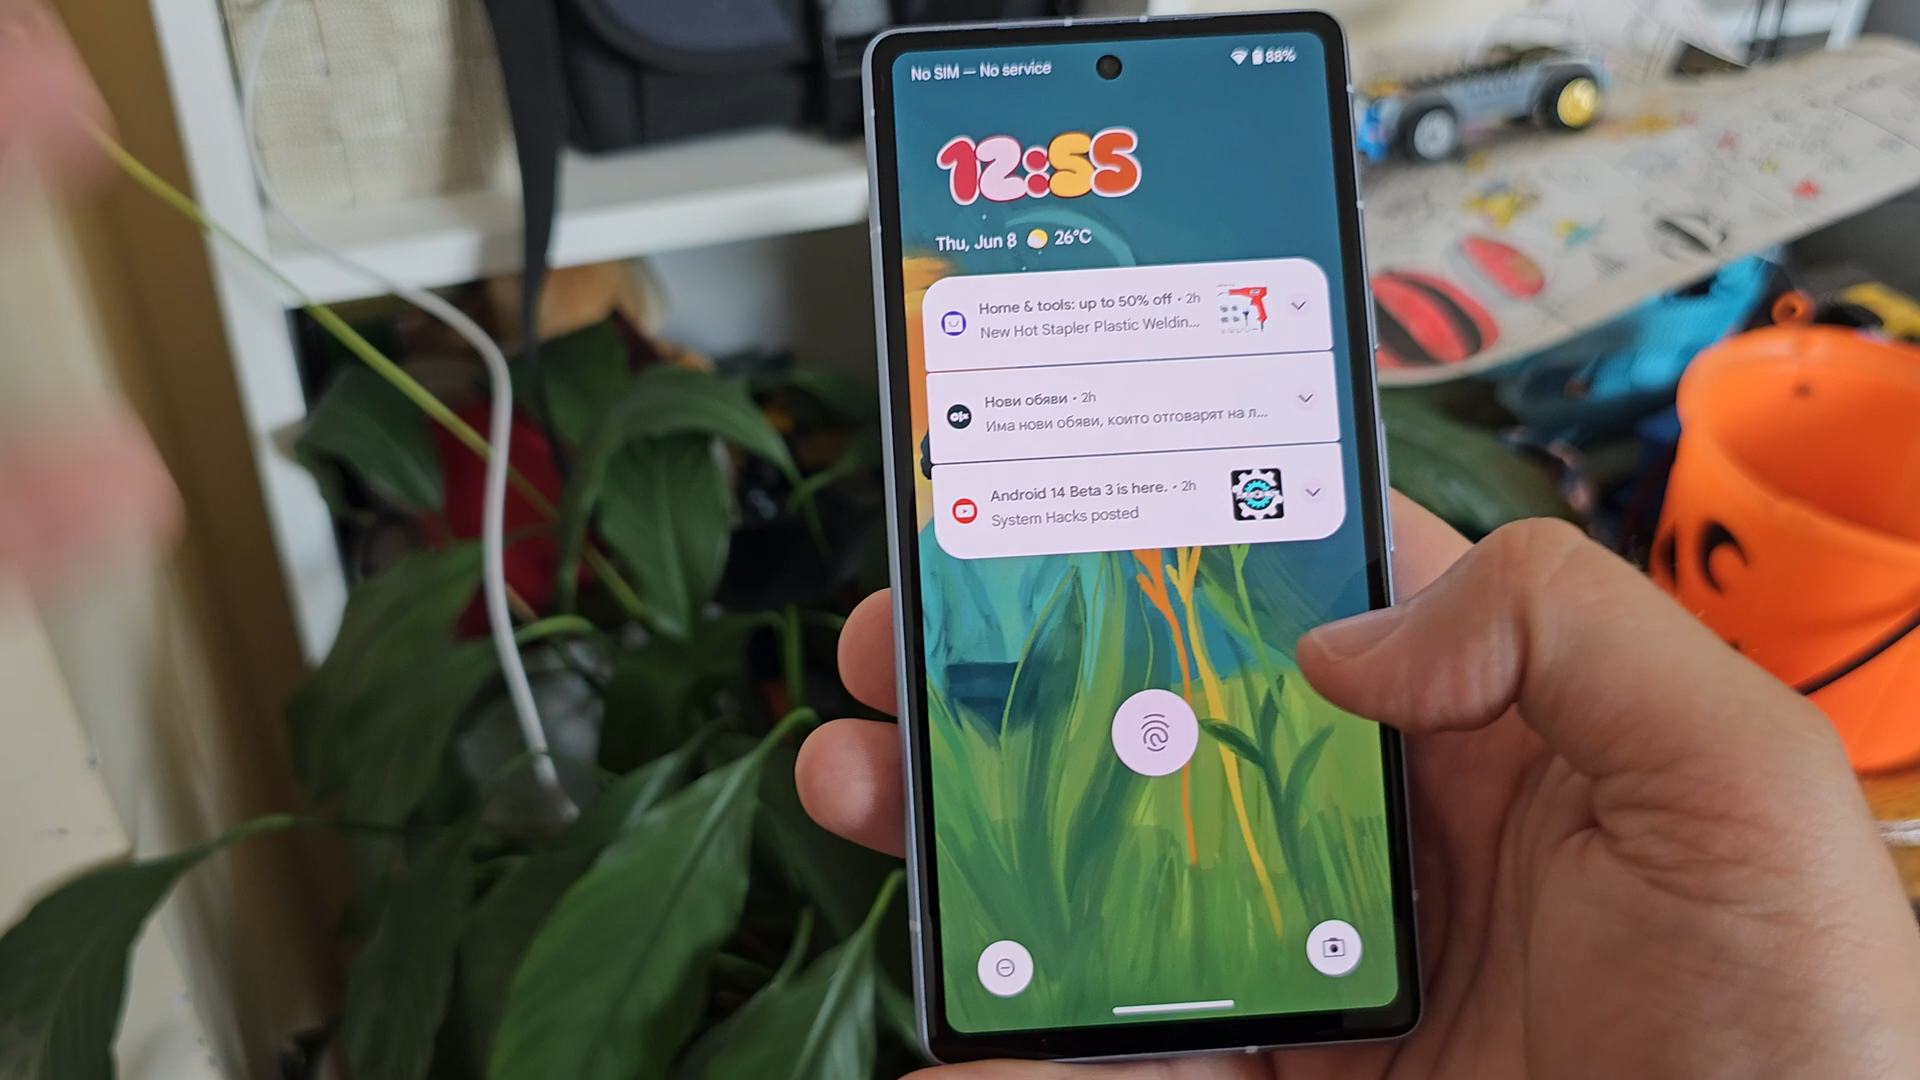 No SIM — No service
88%
12:55
Thu, Jun 8 26°C
Home & tools: up to 50% off • 2h
New Hot Stapler Plastic Weldin...
Нови обяви • 2h
olx
Има нови обяви, които отговарят на л...
Android 14 Beta 3 is here. • 2h
System Hacks posted